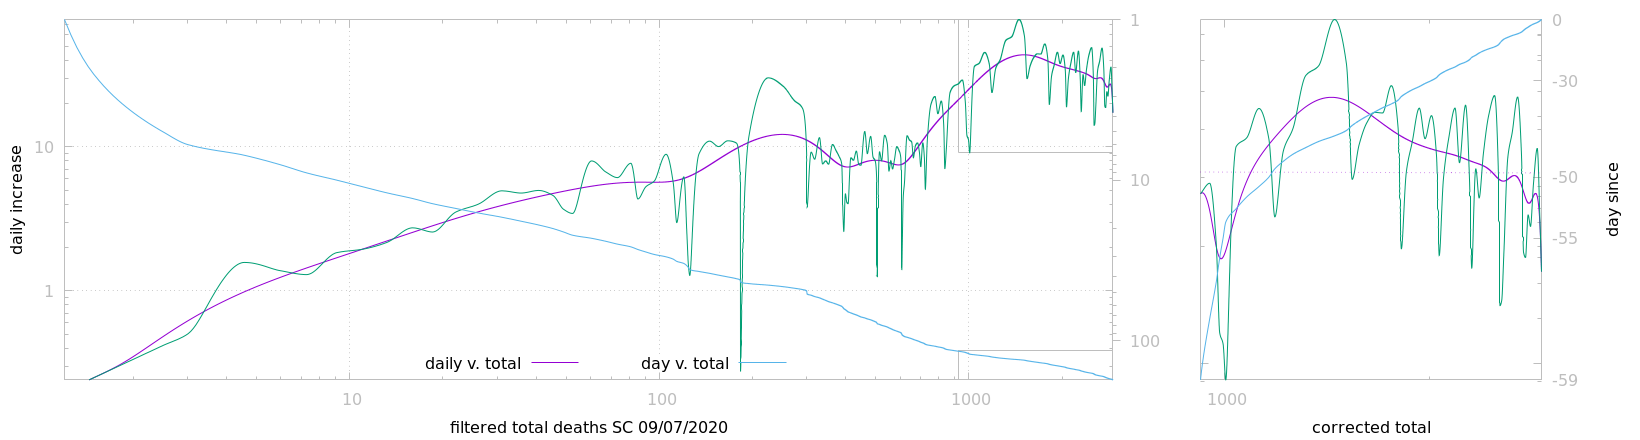 daily increase
10
1
daily v. total
day v. total
10
100
1000
filtered total deaths SC 09/07/2020
1
10
100
1000
corrected total
0
-30
-50
-55
-59
day since